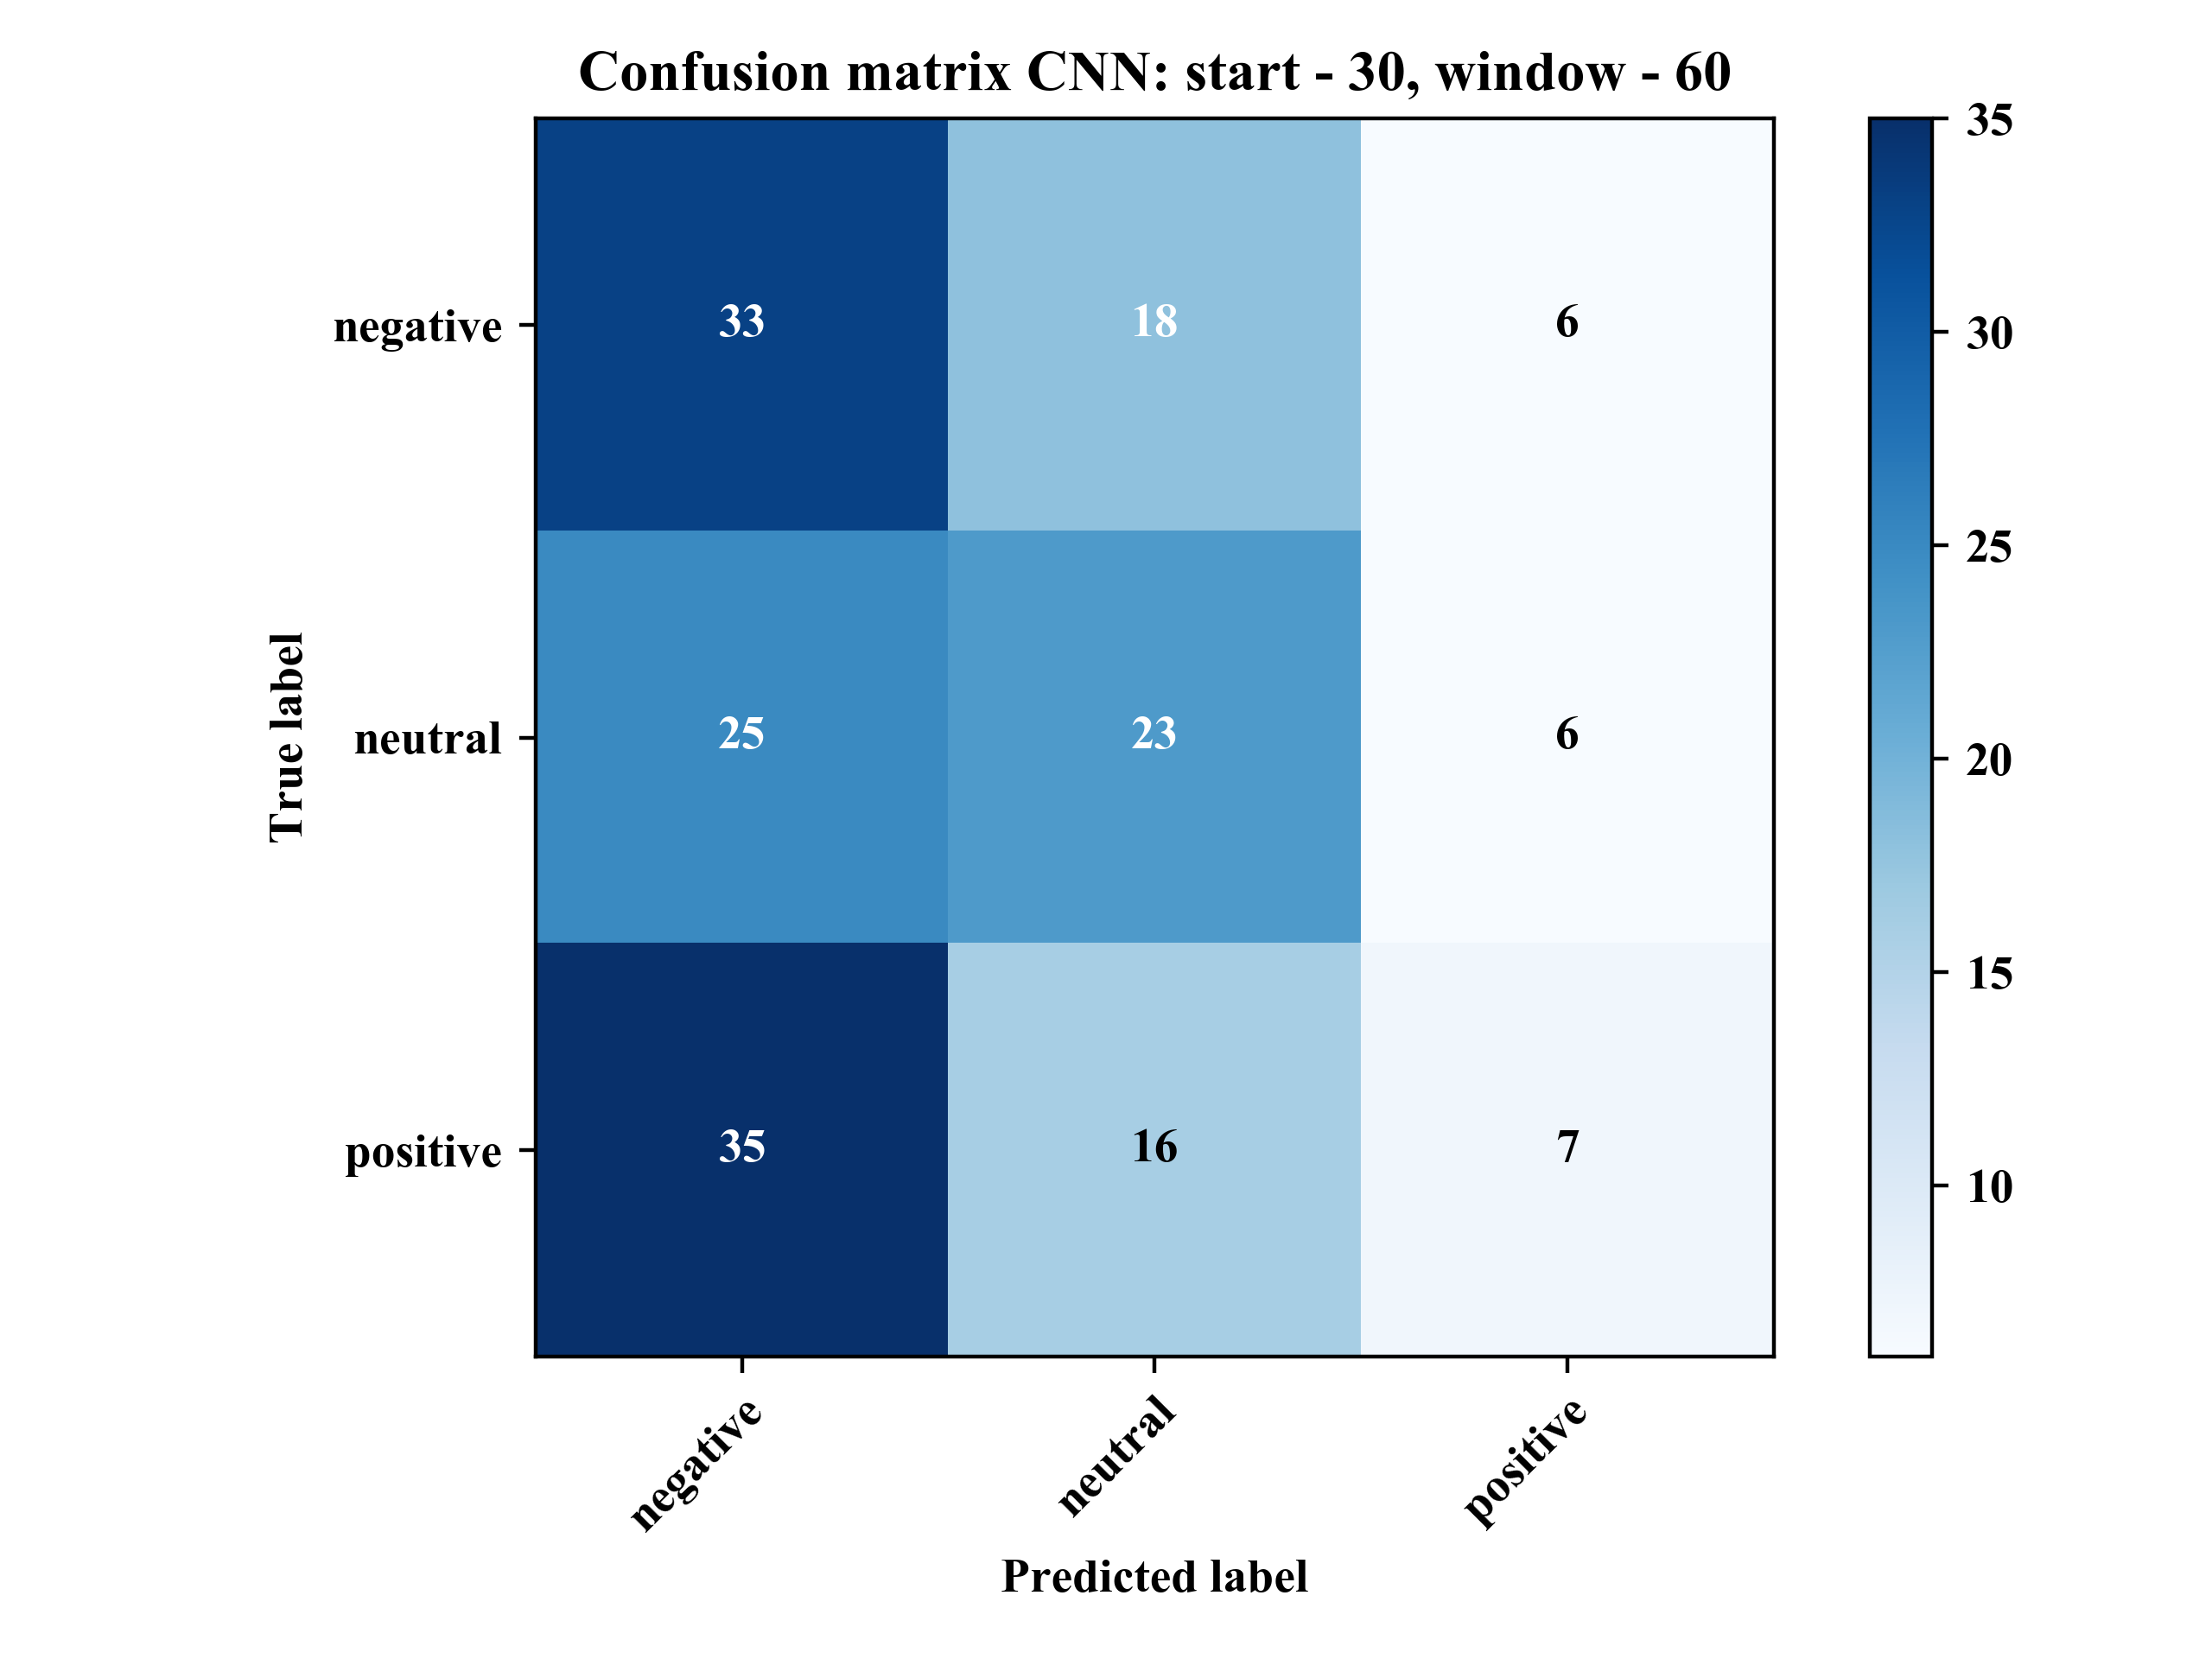 Confusion matrix CNN: start - 30, window - 60
True label
negative
33
18
6
neutral
25
23
6
positive
35
16
7
negative
neutral
positive
Predicted label
35
30
25
20
15
10